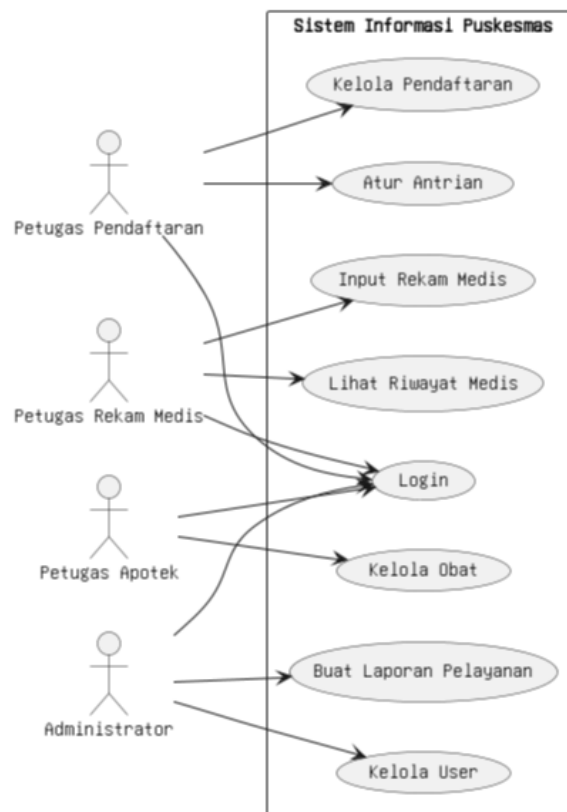 Sistem Informasi Puskesmas
Kelola Pendaftaran
Atur Antrian
Petugas Pendaftaran
Input Rekam Medis
Lihat Riwayat Medis
Petugas Rekam Medis
Login
Petugas Apotek
Kelola Obat
Buat Laporan Pelayanan
Administrator
Kelola User